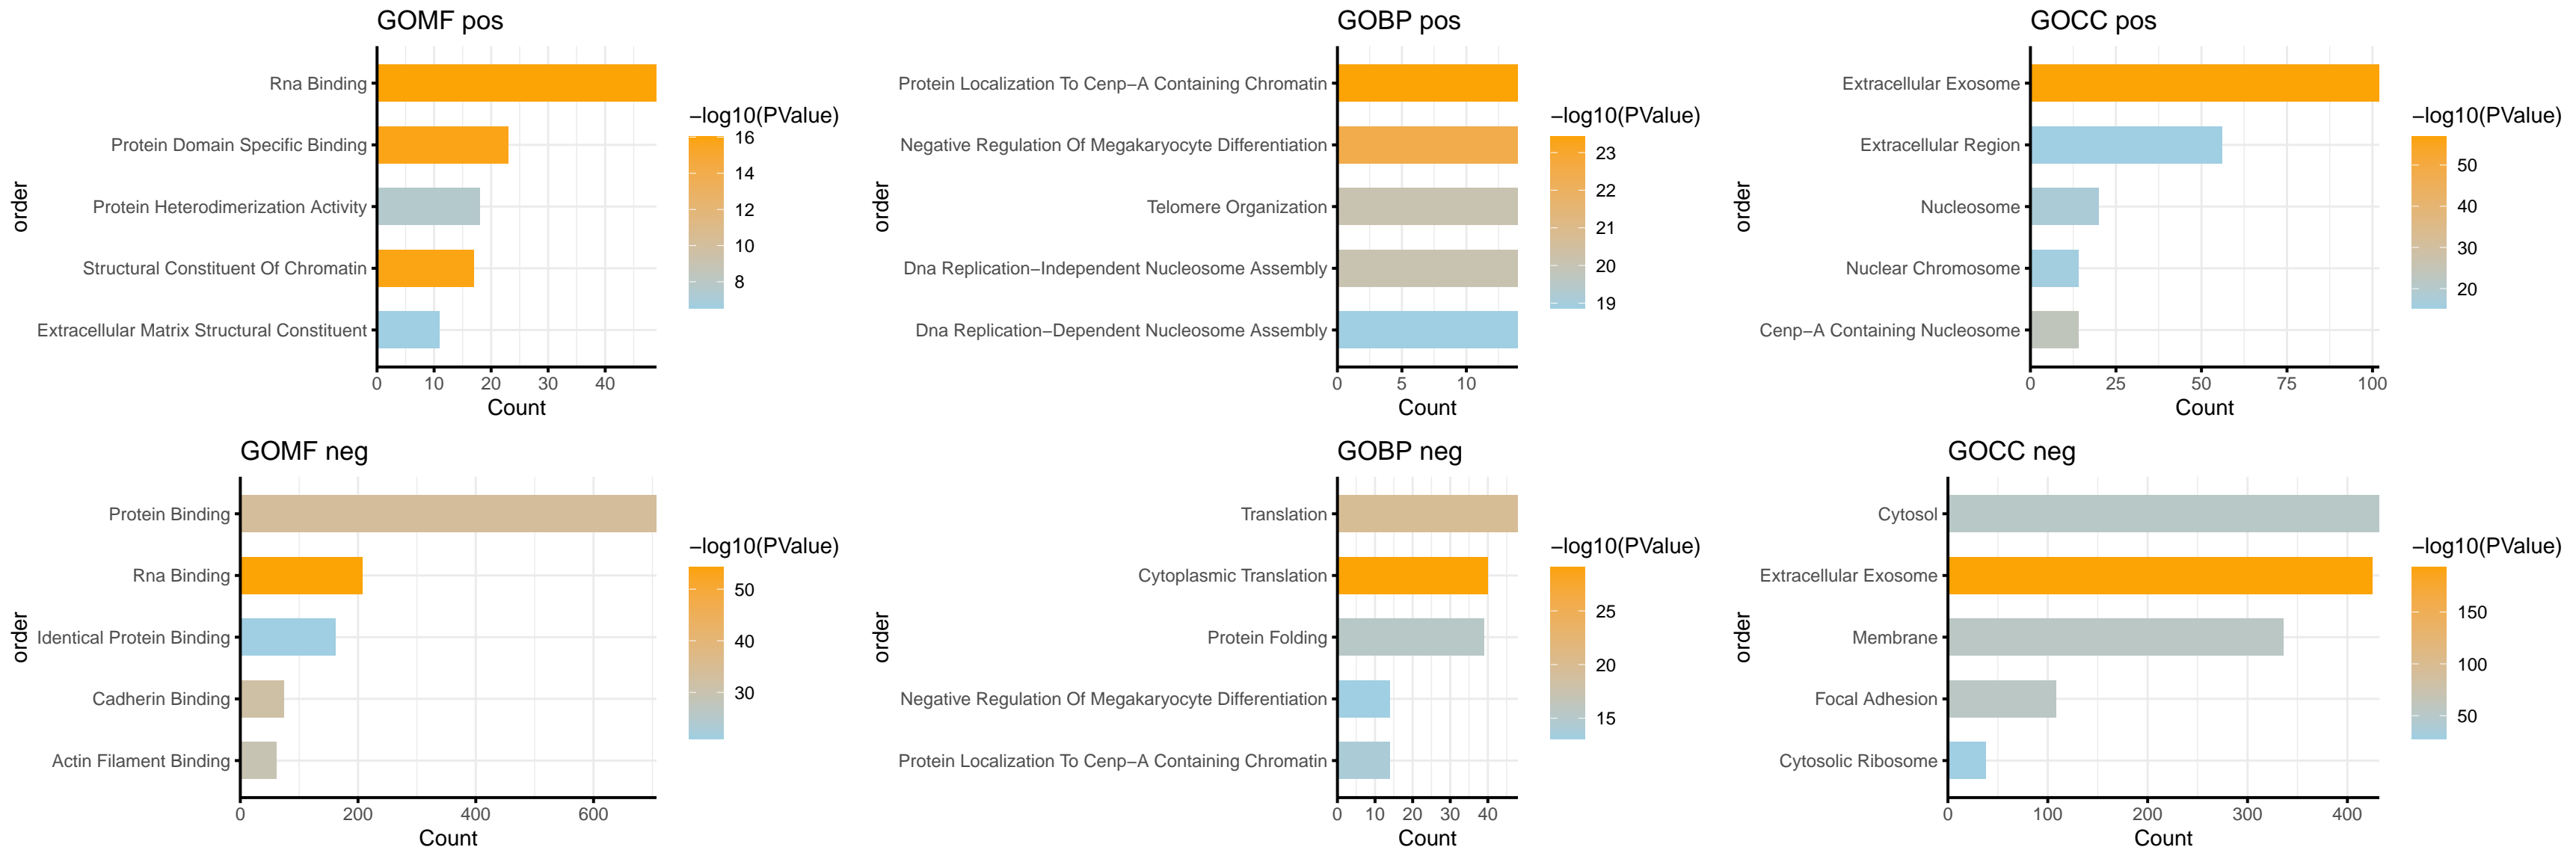 GOMF pos
order
Rna Binding
Protein Domain Specific Binding
Protein Heterodimerization Activity
Structural Constituent Of Chromatin
Extracellular Matrix Structural Constituent
0 10 20 30 40
Count
−log10(PValue)
16
14
12
10
8
GOBP pos
order
Protein Localization To Cenp−A Containing Chromatin
Negative Regulation Of Megakaryocyte Differentiation
Telomere Organization
Dna Replication−Independent Nucleosome Assembly
Dna Replication−Dependent Nucleosome Assembly
0 5 10
Count
−log10(PValue)
23
22
21
20
19
GOCC pos
order
Extracellular Exosome
Extracellular Region
Nucleosome
Nuclear Chromosome
Cenp−A Containing Nucleosome
0 25 50 75 100
Count
−log10(PValue)
50
40
30
20
GOMF neg
order
Protein Binding
Rna Binding
Identical Protein Binding
Cadherin Binding
Actin Filament Binding
0 200 400 600
Count
−log10(PValue)
50
40
30
GOBP neg
order
Translation
Cytoplasmic Translation
Protein Folding
Negative Regulation Of Megakaryocyte Differentiation
Protein Localization To Cenp−A Containing Chromatin
0 10 20 30 40
Count
−log10(PValue)
25
20
15
GOCC neg
order
Cytosol
Extracellular Exosome
Membrane
Focal Adhesion
Cytosolic Ribosome
0 100 200 300 400
Count
−log10(PValue)
150
100
50